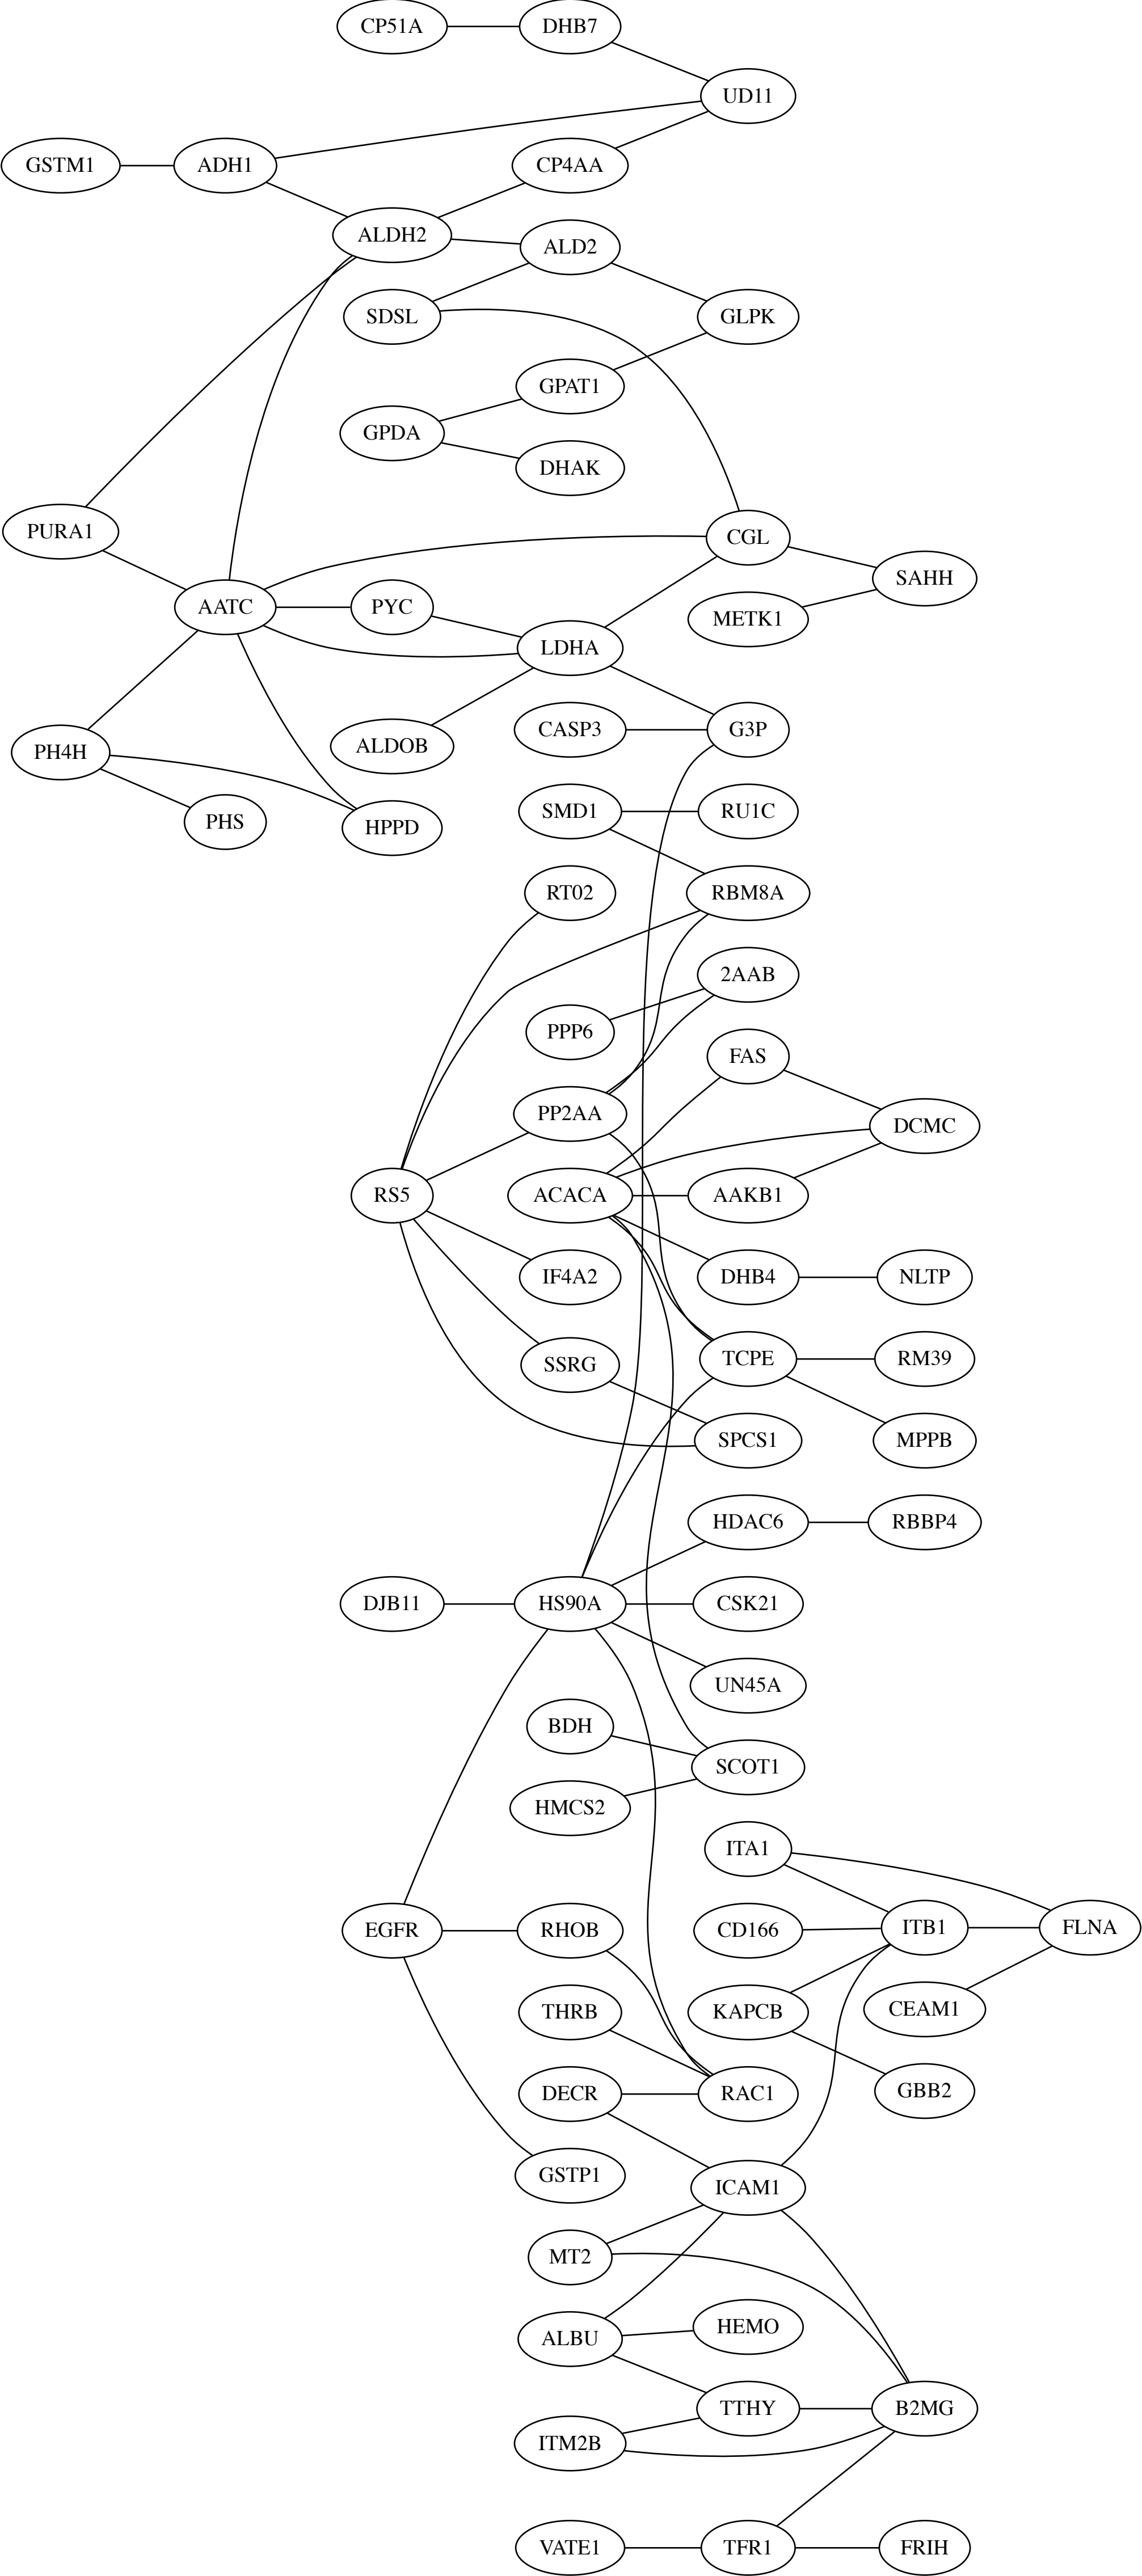 CP51A
DHB7
UD11
GSTM1
ADH1
CP4AA
ALDH2
ALD2
SDSL
GLPK
GPAT1
GPDA
DHAK
PURA1
CGL
SAHH
AATC
PYC
METK1
LDHA
CASP3
G3P
ALDOB
PH4H
PHS
HPPD
SMD1
RU1C
RT02
RBM8A
2AAB
PPP6
FAS
PP2AA
DCMC
RS5
ACACA
AAKB1
IF4A2
DHB4
NLTP
SSRG
TCPE
RM39
SPCS1
MPPB
HDAC6
RBBP4
DJB11
HS90A
CSK21
UN45A
BDH
SCOT1
HMCS2
ITA1
EGFR
RHOB
CD166
ITB1
FLNA
THRB
KAPCB
CEAM1
DECR
RAC1
GBB2
GSTP1
ICAM1
MT2
ALBU
HEMO
TTHY
B2MG
ITM2B
VATE1
TFR1
FRIH